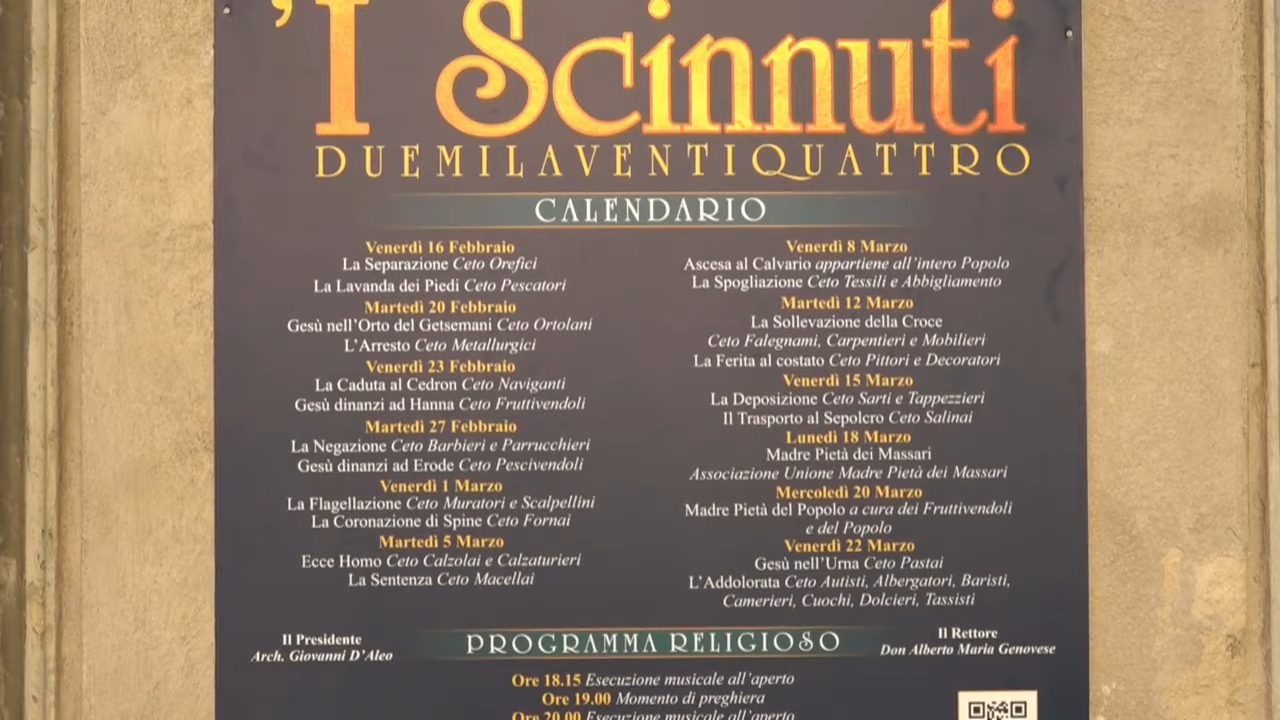 'I Scinnuti
DUEMILAVENTIQUATTRO
CALENDARIO
Venerdì 16 Febbraio
La Separazione Ceto Orefici
La Lavanda dei Piedi Ceto Pescatori
Martedì 20 Febbraio
Gesù nell'Orto del Getsemani Ceto Ortolani
L'Arresto Ceto Metallurgici
Venerdì 23 Febbraio
La Caduta al Cedron Ceto Naviganti
Gesù dinanzi ad Hanna Ceto Fruttivendoli
Martedì 27 Febbraio
La Negazione Ceto Barbieri e Parrucchieri
Gesù dinanzi ad Erode Ceto Pescivendoli
Venerdì 1 Marzo
La Flagellazione Ceto Muratori e Scalpellini
La Coronazione di Spine Ceto Fornai
Martedì 5 Marzo
Ecce Homo Ceto Calzolai e Calzaturieri
La Sentenza Ceto Macellai
Venerdì 8 Marzo
Ascesa al Calvario appartiene all'intero Popolo
La Spogliazione Ceto Tessili e Abbigliamento
Martedì 12 Marzo
La Sollevazione della Croce
Ceto Falegnami, Carpentieri e Mobilieri
La Ferita al costato Ceto Pittori e Decoratori
Venerdì 15 Marzo
La Deposizione Ceto Sarti e Tappezzieri
Il Trasporto al Sepolcro Ceto Salinai
Lunedì 18 Marzo
Madre Pietà dei Massari
Associazione Unione Madre Pietà dei Massari
Mercoledì 20 Marzo
Madre Pietà del Popolo a cura dei Fruttivendoli
e del Popolo
Venerdì 22 Marzo
Gesù nell'Urna Ceto Pastai
L'Addolorata Ceto Autisti, Albergatori, Baristi,
Camerieri, Cuochi, Dolcieri, Tassisti
Il Presidente
Arch. Giovanni D'Aleo
PROGRAMMA RELIGIOSO
Il Rettore
Don Alberto Maria Genovese
Ore 18.15 Esecuzione musicale all'aperto
Ore 19.00 Momento di preghiera
Ore 20.00 Esecuzione musicale all'aperto